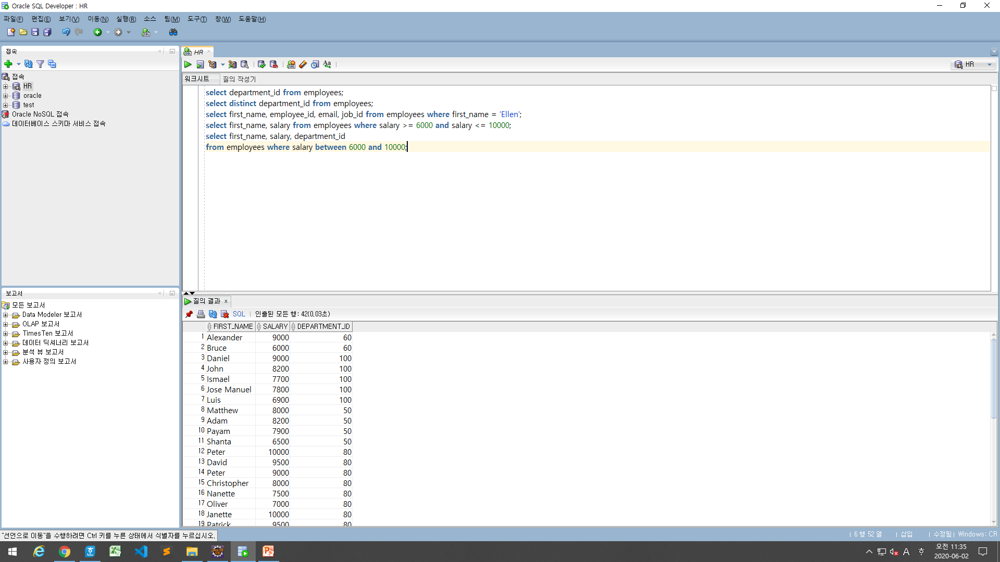 Oracle SQL Developer : HR
파일(F) 편집(E) 보기(V) 이동(N) 실행(R) 소스 팀(M) 도구(T) 창(W) 도움말(H)
접속
접속
HR
oracle
test
Oracle NoSQL 접속
데이터베이스 스키마 서비스 접속
보고서
모든 보고서
Data Modeler 보고서
OLAP 보고서
TimesTen 보고서
데이터 딕셔너리 보고서
분석 뷰 보고서
사용자 정의 보고서
HR
HR
워크시트 질의 작성기
select department_id from employees;
select distinct department_id from employees;
select first_name, employee_id, email, job_id from employees where first_name = 'Ellen';
select first_name, salary from employees where salary >= 6000 and salary <= 10000;
select first_name, salary, department_id
from employees where salary between 6000 and 10000;
질의 결과
SQL 인출된 모든 행: 42(0.03초)
FIRST_NAME SALARY DEPARTMENT_ID
1 Alexander 9000 60
2 Bruce 6000 60
3 Daniel 9000 100
4 John 8200 100
5 Ismael 7700 100
6 Jose Manuel 7800 100
7 Luis 6900 100
8 Matthew 8000 50
9 Adam 8200 50
10 Payam 7900 50
11 Shanta 6500 50
12 Peter 10000 80
13 David 9500 80
14 Peter 9000 80
15 Christopher 8000 80
16 Nanette 7500 80
17 Oliver 7000 80
18 Janette 10000 80
19 Patrick 9500 80
"선언으로 이동"을 수행하려면 Ctrl 키를 누른 상태에서 식별자를 누르십시오.
6 행 52 열 삽입 수정됨 Windows: CR
A 호 오전 11:35
2020-06-02